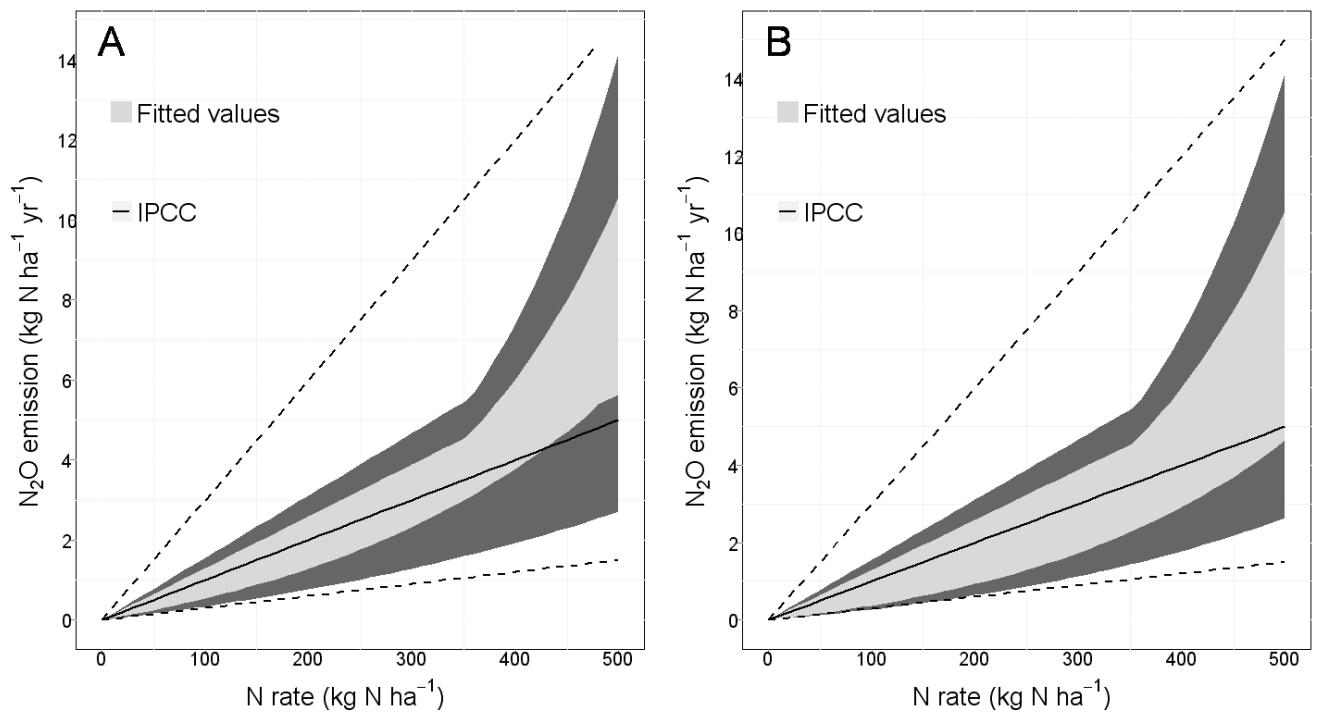 A
14
12
10
8
6
4
2
0
Fitted values
IPCC
N₂O emission (kg N ha⁻¹ yr⁻¹)
0 100 200 300 400 500
N rate (kg N ha⁻¹)
B
14
12
10
8
6
4
2
0
Fitted values
IPCC
N₂O emission (kg N ha⁻¹ yr⁻¹)
0 100 200 300 400 500
N rate (kg N ha⁻¹)